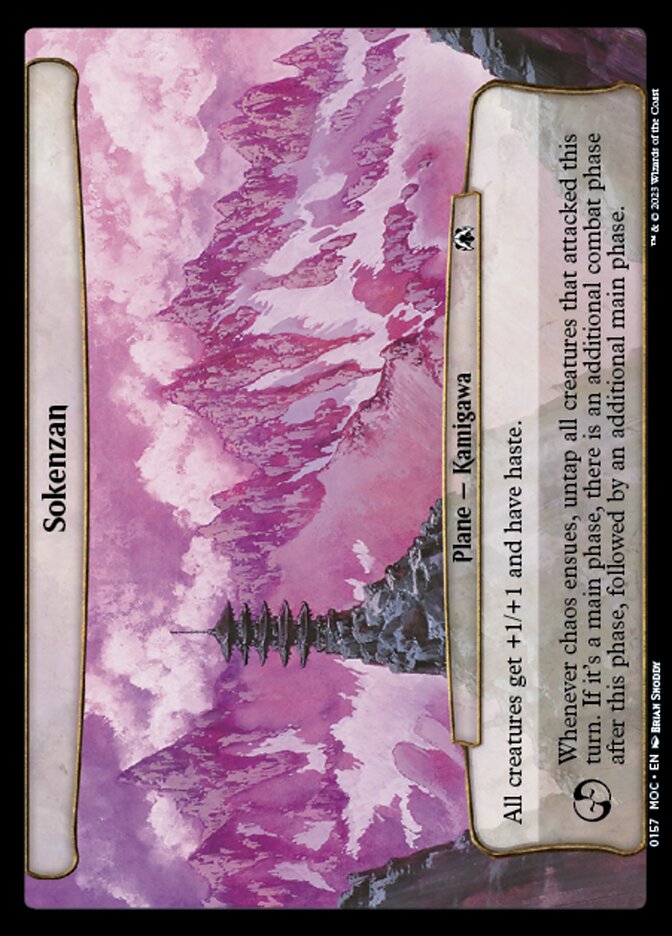 Sokenzan
Plane — Kamigawa
All creatures get +1/+1 and have haste.
Whenever chaos ensues, untap all creatures that attacked this
turn. If it's a main phase, there is an additional combat phase
after this phase, followed by an additional main phase.
0157 MOC • EN Brian Snoddy
™ & © 2023 Wizards of the Coast